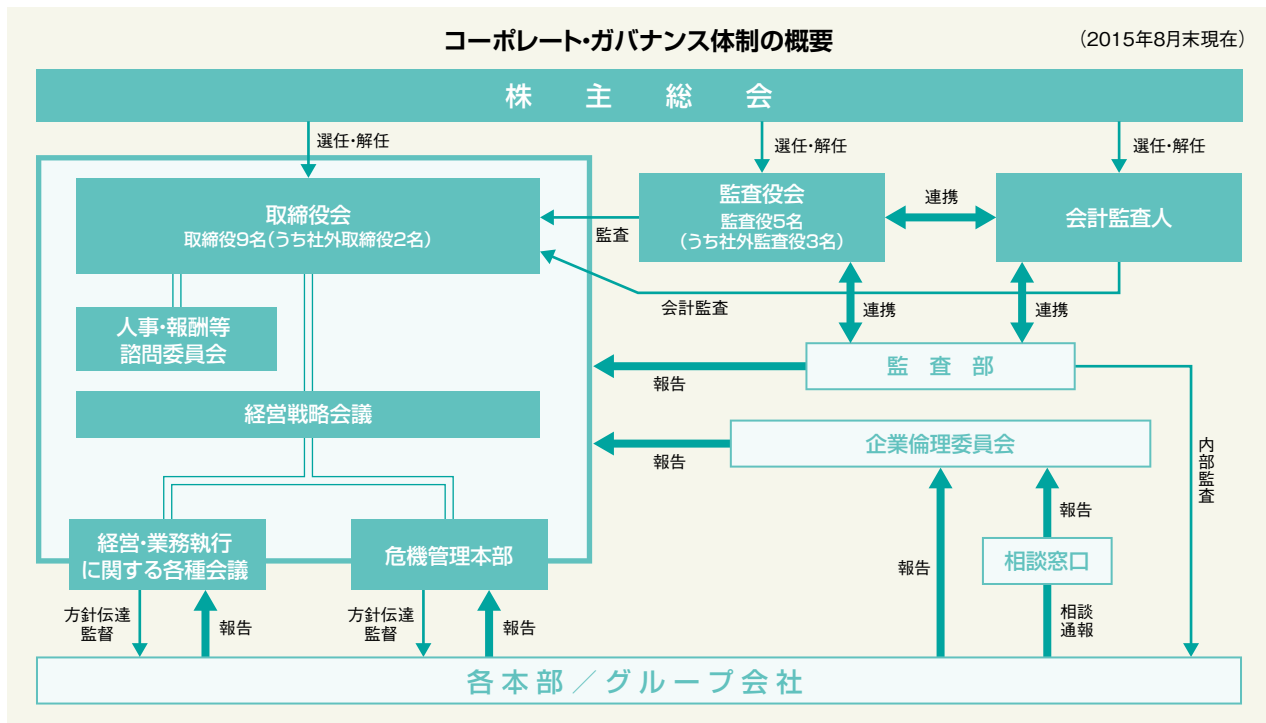 コーポレート・ガバナンス体制の概要
（2015年8月末現在）
株主総会
選任・解任
選任・解任
選任・解任
取締役会
取締役9名（うち社外取締役2名）
監査役会
監査役5名
（うち社外監査役3名）
連携
会計監査人
監査
会計監査
連携
連携
人事・報酬等
諮問委員会
監査部
報告
経営戦略会議
企業倫理委員会
報告
内部監査
報告
経営・業務執行
に関する各種会議
危機管理本部
相談窓口
報告
方針伝達
監督
報告
方針伝達
監督
報告
相談
通報
各本部／グループ会社